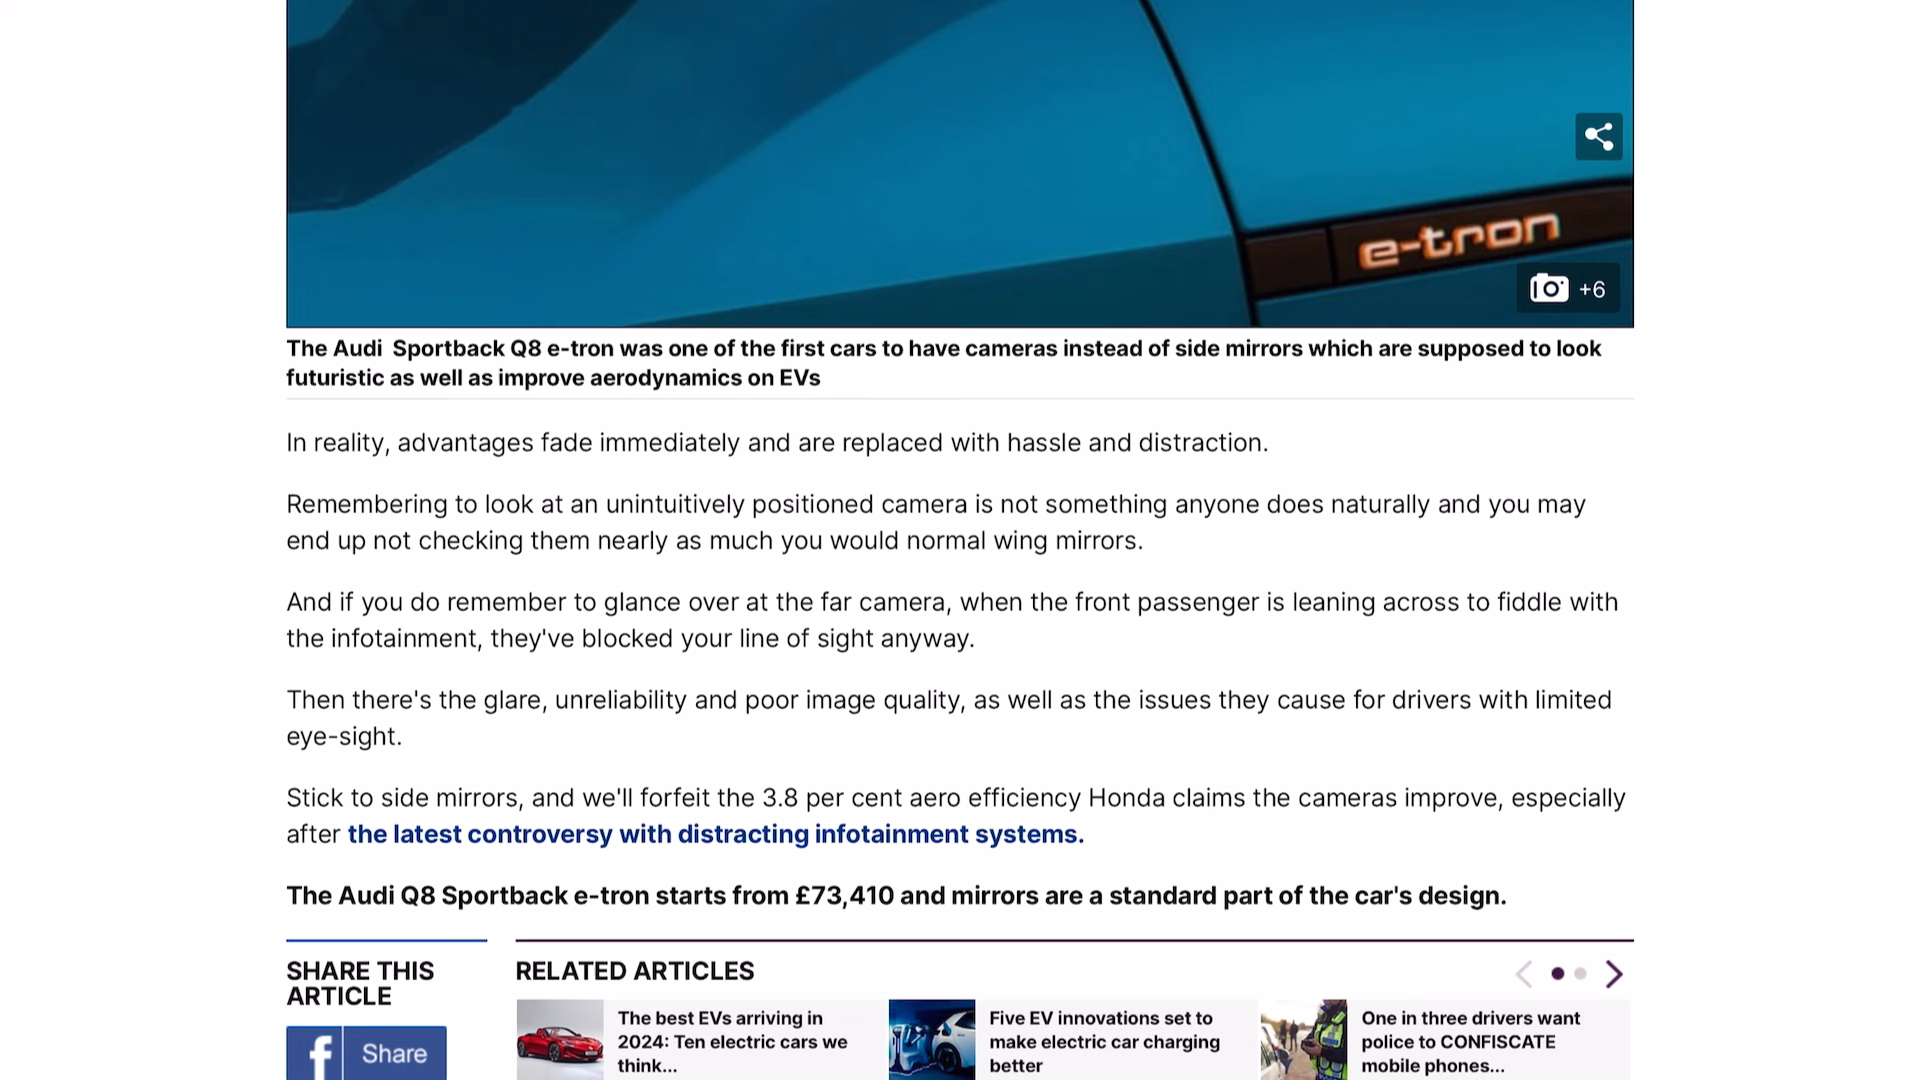 e-tron
+6
The Audi Sportback Q8 e-tron was one of the first cars to have cameras instead of side mirrors which are supposed to look
futuristic as well as improve aerodynamics on EVs
In reality, advantages fade immediately and are replaced with hassle and distraction.
Remembering to look at an unintuitively positioned camera is not something anyone does naturally and you may
end up not checking them nearly as much you would normal wing mirrors.
And if you do remember to glance over at the far camera, when the front passenger is leaning across to fiddle with
the infotainment, they've blocked your line of sight anyway.
Then there's the glare, unreliability and poor image quality, as well as the issues they cause for drivers with limited
eye-sight.
Stick to side mirrors, and we'll forfeit the 3.8 per cent aero efficiency Honda claims the cameras improve, especially
after the latest controversy with distracting infotainment systems.
The Audi Q8 Sportback e-tron starts from £73,410 and mirrors are a standard part of the car's design.
SHARE THIS
ARTICLE
f Share
RELATED ARTICLES
The best EVs arriving in
2024: Ten electric cars we
think...
Five EV innovations set to
make electric car charging
better
One in three drivers want
police to CONFISCATE
mobile phones...